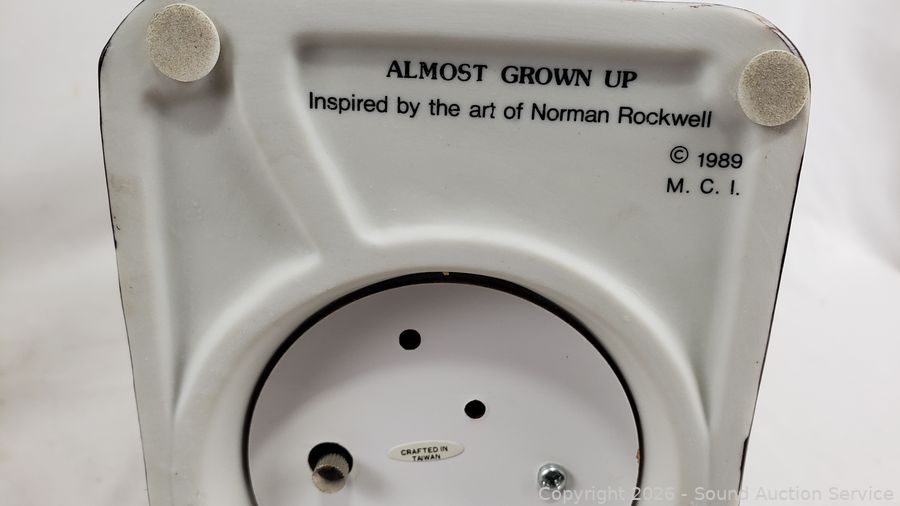 ALMOST GROWN UP
Inspired by the art of Norman Rockwell
© 1989
M. C. I.
CRAFTED IN
TAIWAN
Copyright 2026 - Sound Auction Service